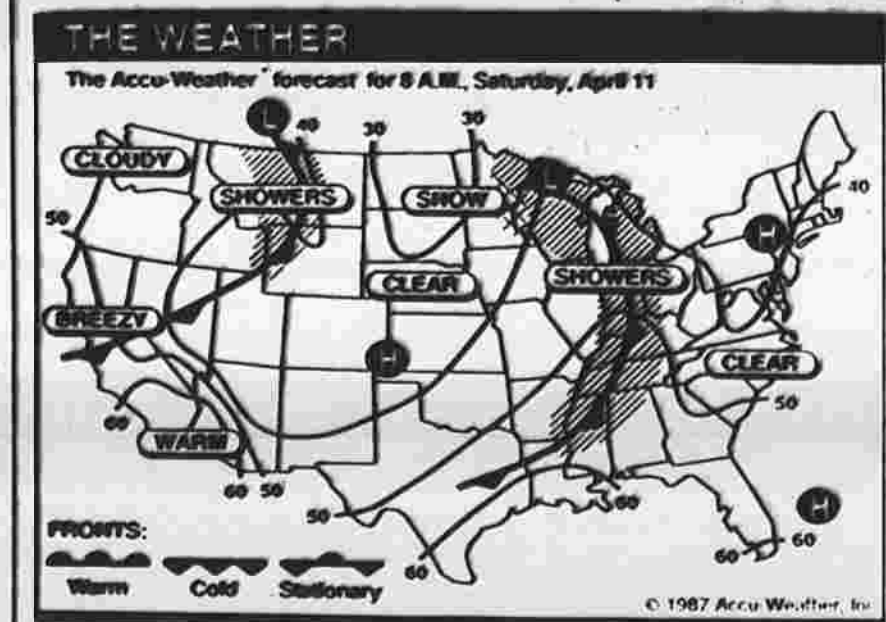 THE WEATHER
The Accu-Weather® forecast for 8 A.M., Saturday, April 11
L
40
30
30
CLOUDY
L
SHOWERS
SNOW
40
50
H
CLEAR
SHOWERS
BREEZY
H
CLEAR
60
50
WARM
60 50
50
60
H
60
60
60
FRONTS:
Warm
Cold
Stationary
© 1987 Accu-Weather, Inc